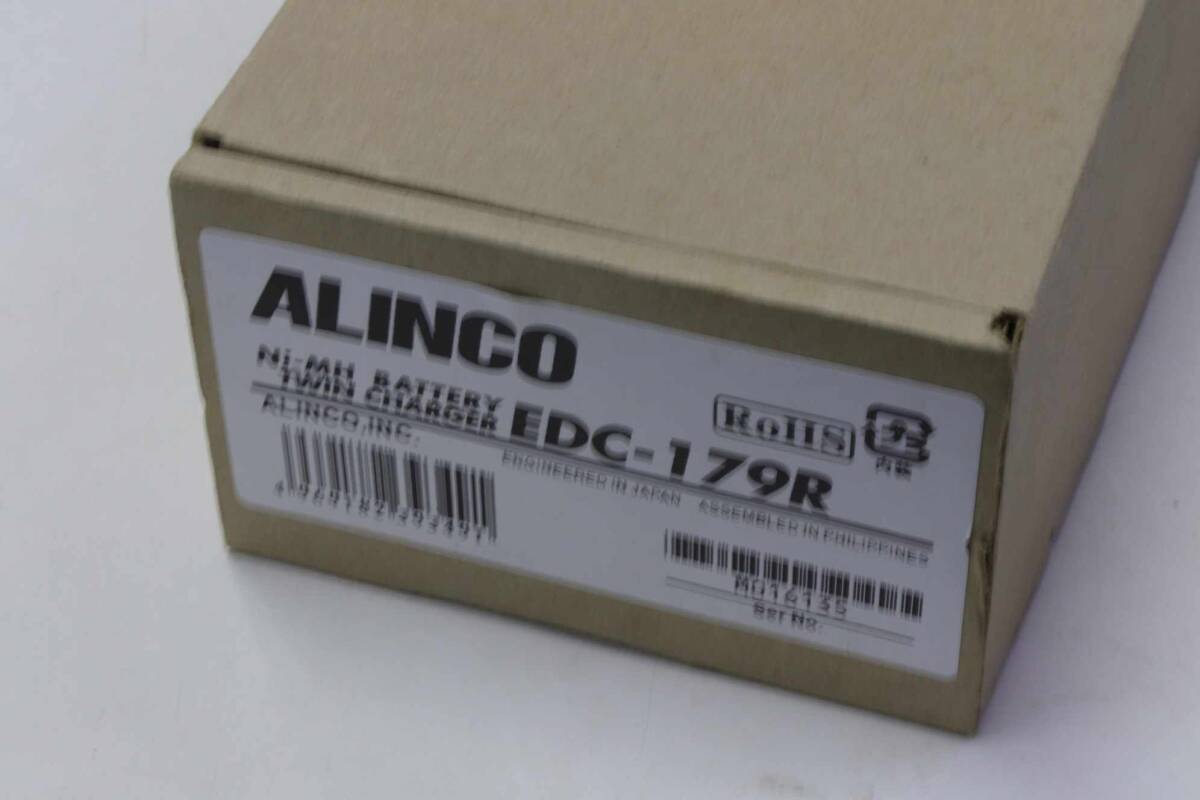 ALINCO
Ni-MH BATTERY
TWIN CHARGER EDC-179R
RoHS
ALINCO,INC.
ENGINEERED IN JAPAN ASSEMBLED IN PHILIPPINES
Ser No.